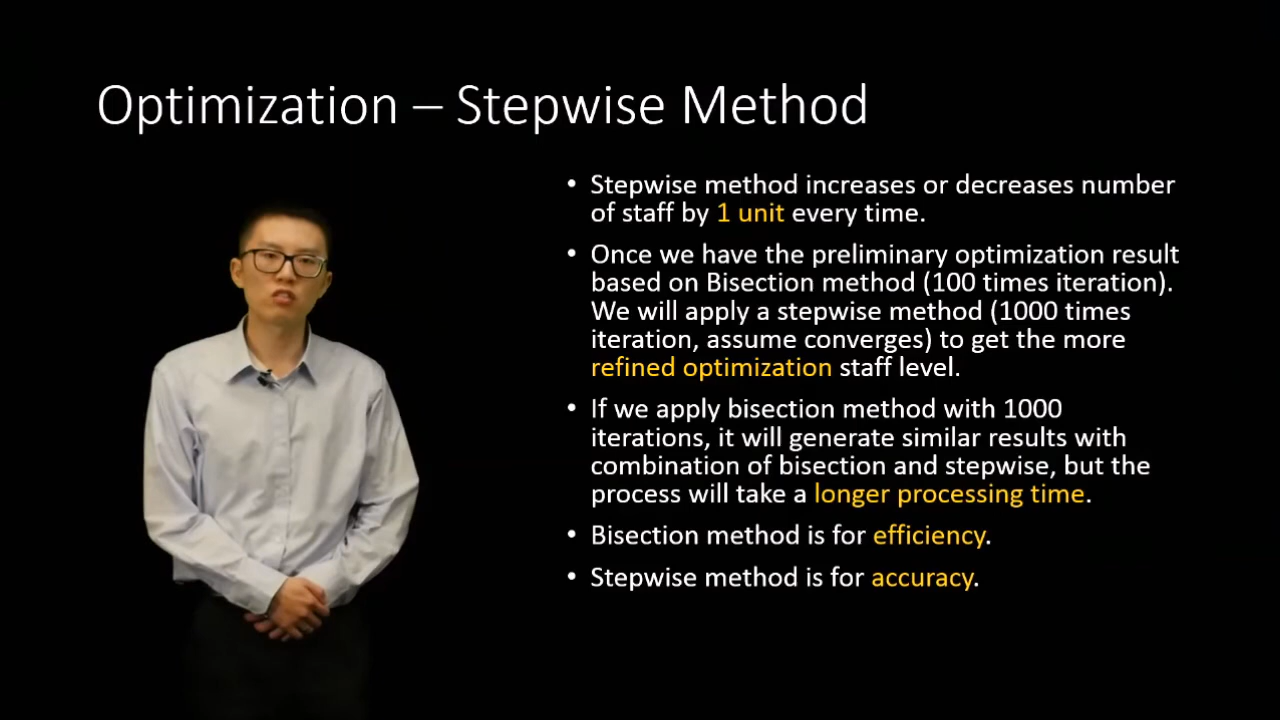 Optimization – Stepwise Method
• Stepwise method increases or decreases number
of staff by 1 unit every time.
• Once we have the preliminary optimization result
based on Bisection method (100 times iteration).
We will apply a stepwise method (1000 times
iteration, assume converges) to get the more
refined optimization staff level.
• If we apply bisection method with 1000
iterations, it will generate similar results with
combination of bisection and stepwise, but the
process will take a longer processing time.
• Bisection method is for efficiency.
• Stepwise method is for accuracy.